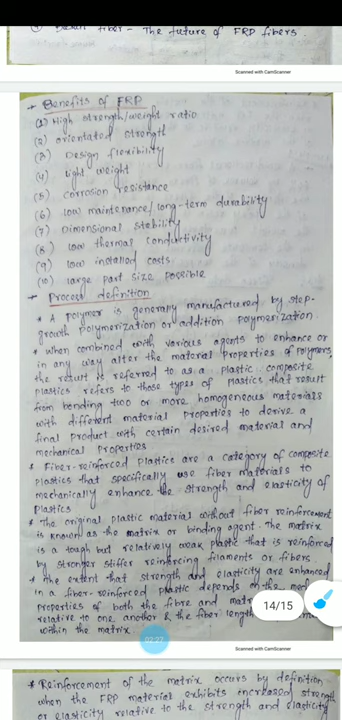 Basalt fiber - The future of FRP fibers.
Scanned with CamScanner
* Benefits of FRP
(1) High strength/weight ratio
(2) orientated strength
(3) Design flexibility
(4) Light weight
(5) corrosion resistance
(6) low maintenance/long-term durability
(7) Dimensional stability
(8) low thermal conductivity
(9) low installed costs
(10) large part size possible
* Process definition
* A polymer is generally manufactured by step-
growth polymerization or addition polymerization.
* When combined with various agents to enhance or
in any way alter the material properties of polymers
the result is referred to as a plastic composite
plastics refers to those types of plastics that result
from bonding two or more homogeneous materials
with different material properties to derive a
final product with certain desired material and
mechanical properties
* Fiber-reinforced plastics are a category of composite
plastics that specifically use fiber materials to
mechanically enhance the strength and elasticity of
plastics
* The original plastic material without fiber reinforcement
is known as the matrix or binding agent. The matrix
is a tough but relatively weak plastic that is reinforced
by stronger stiffer reinforcing filaments or fibers
* The extent that strength and elasticity are enhanced
in a fiber-reinforced plastic depends on the
properties of both the fibre and
relative to one another & the fiber length
within the matrix
14/15
02:27
Scanned with CamScanner
* Reinforcement of the matrix occurs by definition
when the FRP material exhibits increased strength
or elasticity relative to the strength and elasticity